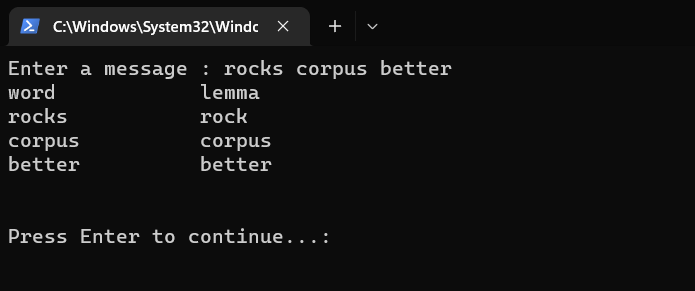 C:\Windows\System32\Windc
Enter a message : rocks corpus better
word lemma
rocks rock
corpus corpus
better better
Press Enter to continue...: